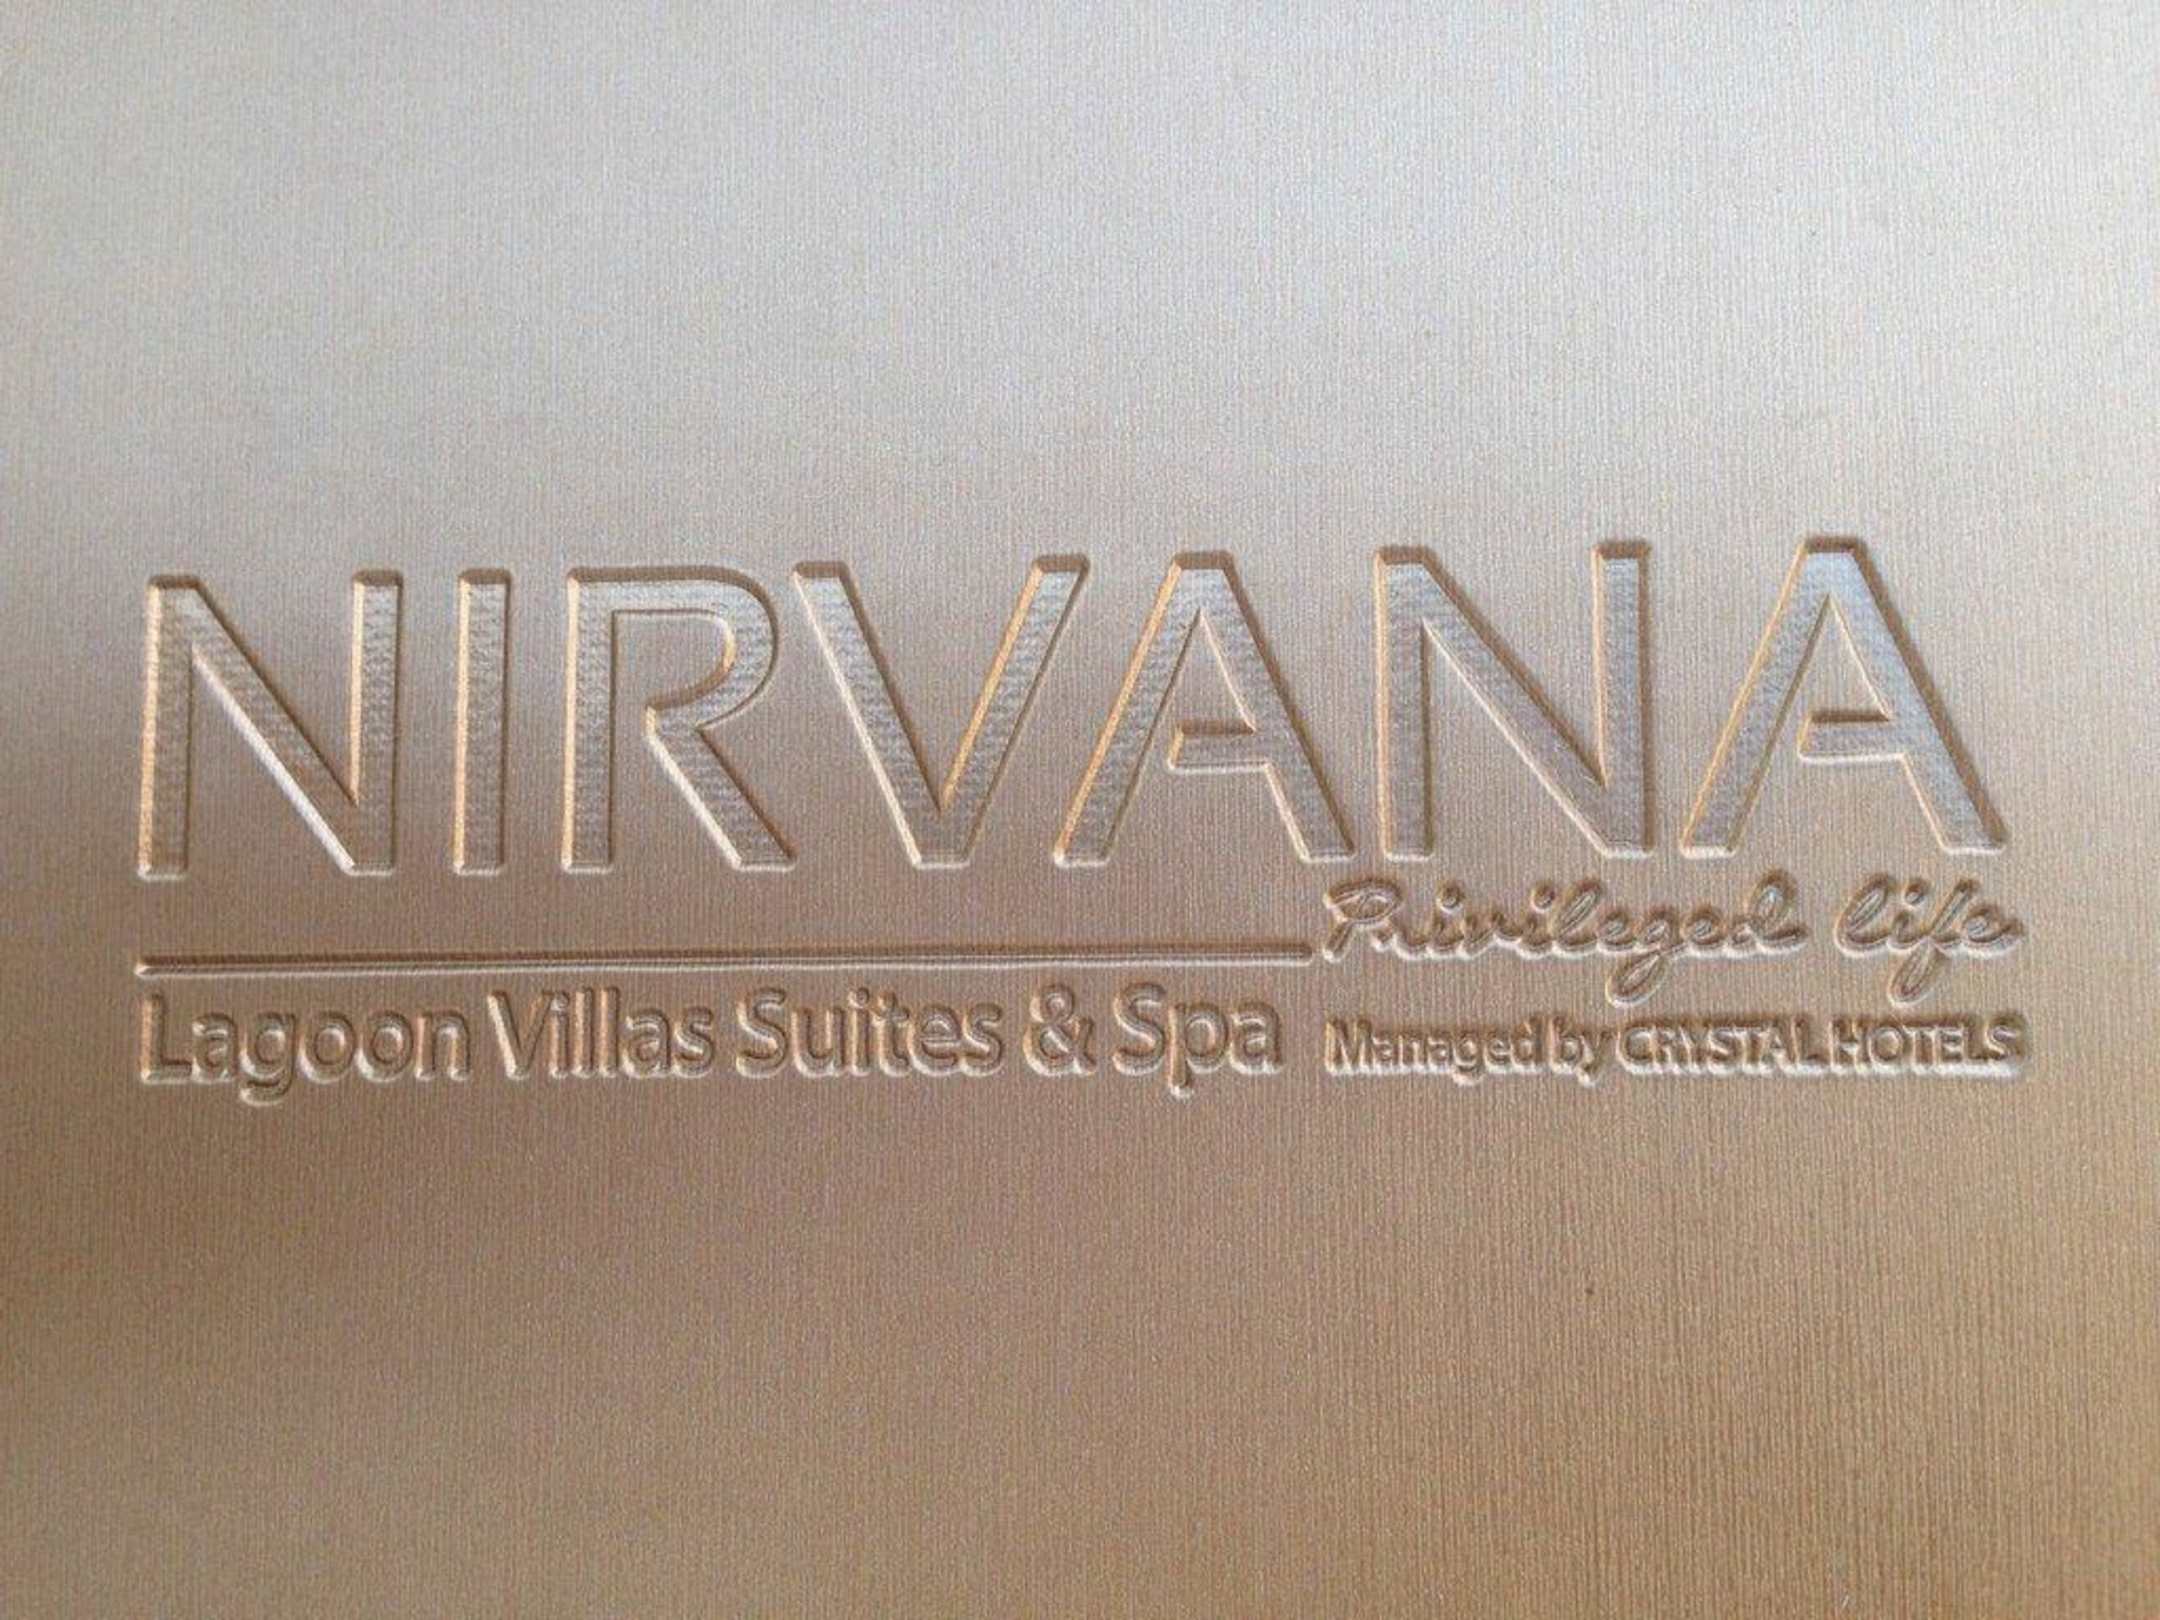 NIRVANA
Privileged life
Lagoon Villas Suites & Spa
Managed by CRYSTAL HOTELS